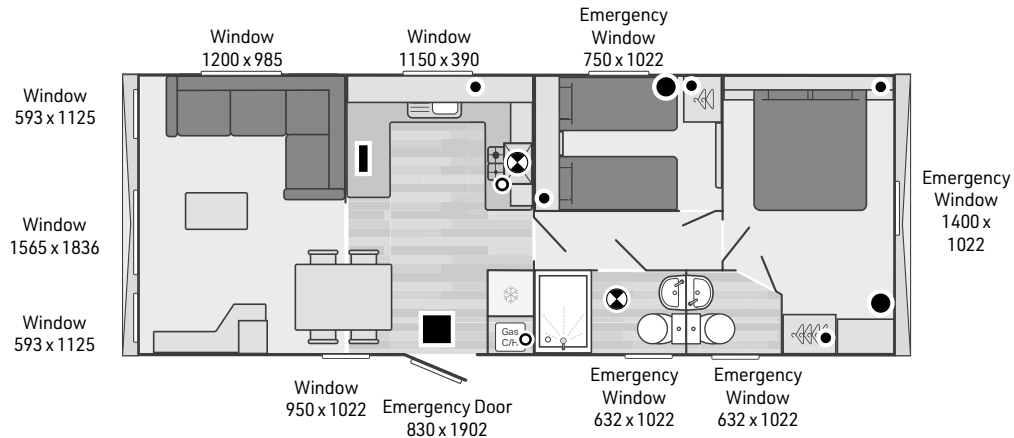 Window
1200 x 985
Window
1150 x 390
Emergency
Window
750 x 1022
Window
593 x 1125
Window
1565 x 1836
Window
593 x 1125
Emergency
Window
1400 x
1022
Gas
C/H
Window
950 x 1022
Emergency Door
830 x 1902
Emergency
Window
632 x 1022
Emergency
Window
632 x 1022